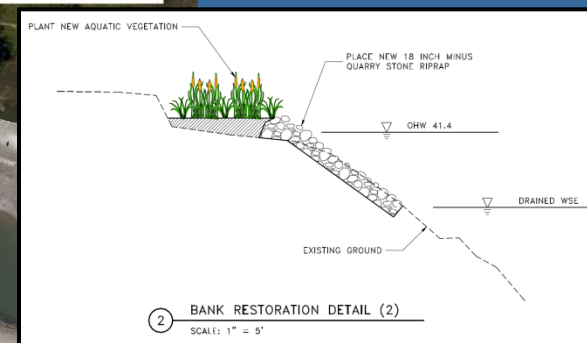 PLANT NEW AQUATIC VEGETATION
PLACE NEW 18 INCH MINUS
QUARRY STONE RIPRAP
OHW 41.4
DRAINED WSE
EXISTING GROUND
2
BANK RESTORATION DETAIL (2)
SCALE: 1" = 5'